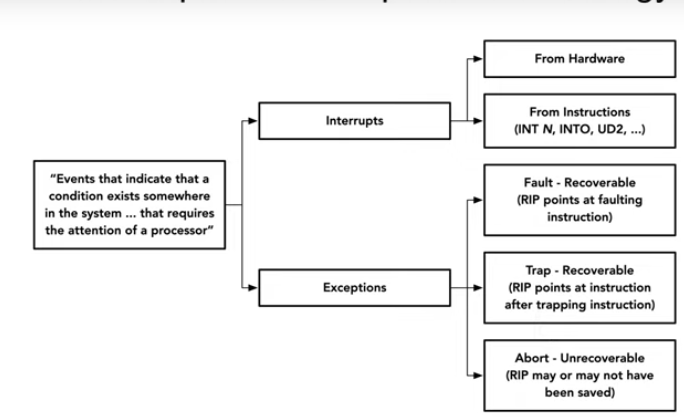 From Hardware
Interrupts
From Instructions
(INT N, INTO, UD2, ...)
"Events that indicate that a
condition exists somewhere
in the system ... that requires
the attention of a processor"
Fault - Recoverable
(RIP points at faulting
instruction)
Exceptions
Trap - Recoverable
(RIP points at instruction
after trapping instruction)
Abort - Unrecoverable
(RIP may or may not have
been saved)